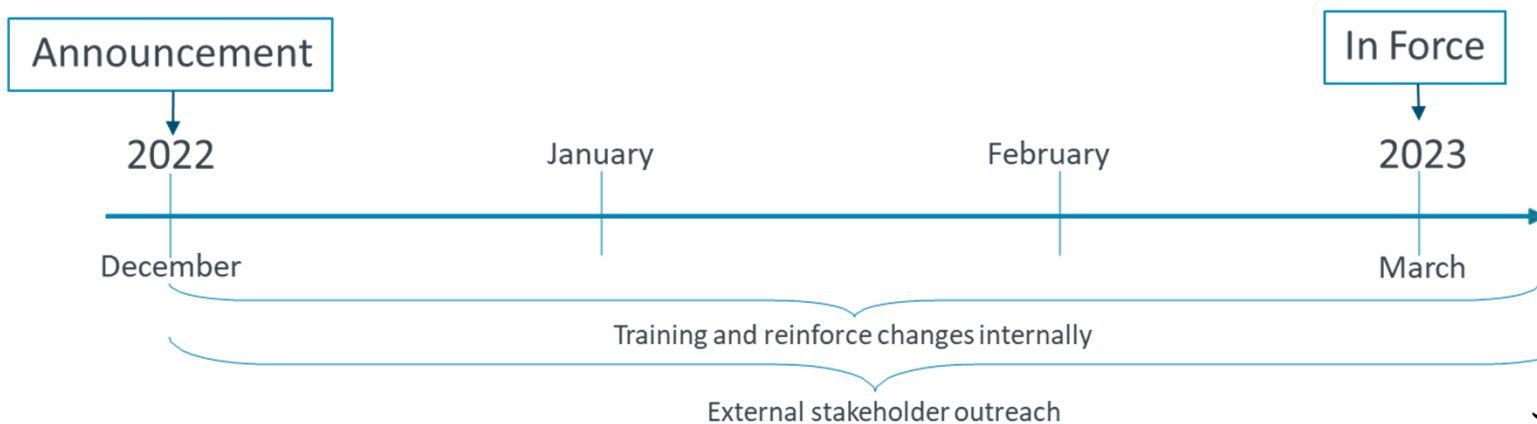 Announcement
In Force
2022
January
February
2023
December
March
Training and reinforce changes internally
External stakeholder outreach